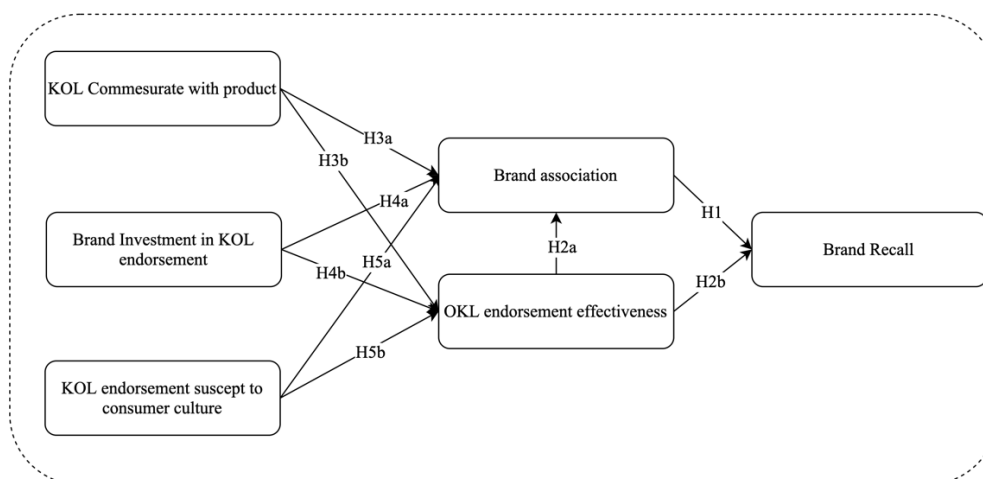 KOL Commesurate with product
H3a
H3b
Brand association
H4a
H1
Brand Investment in KOL
endorsement
H2a
Brand Recall
H5a
H4b
H2b
OKL endorsement effectiveness
H5b
KOL endorsement suscept to
consumer culture